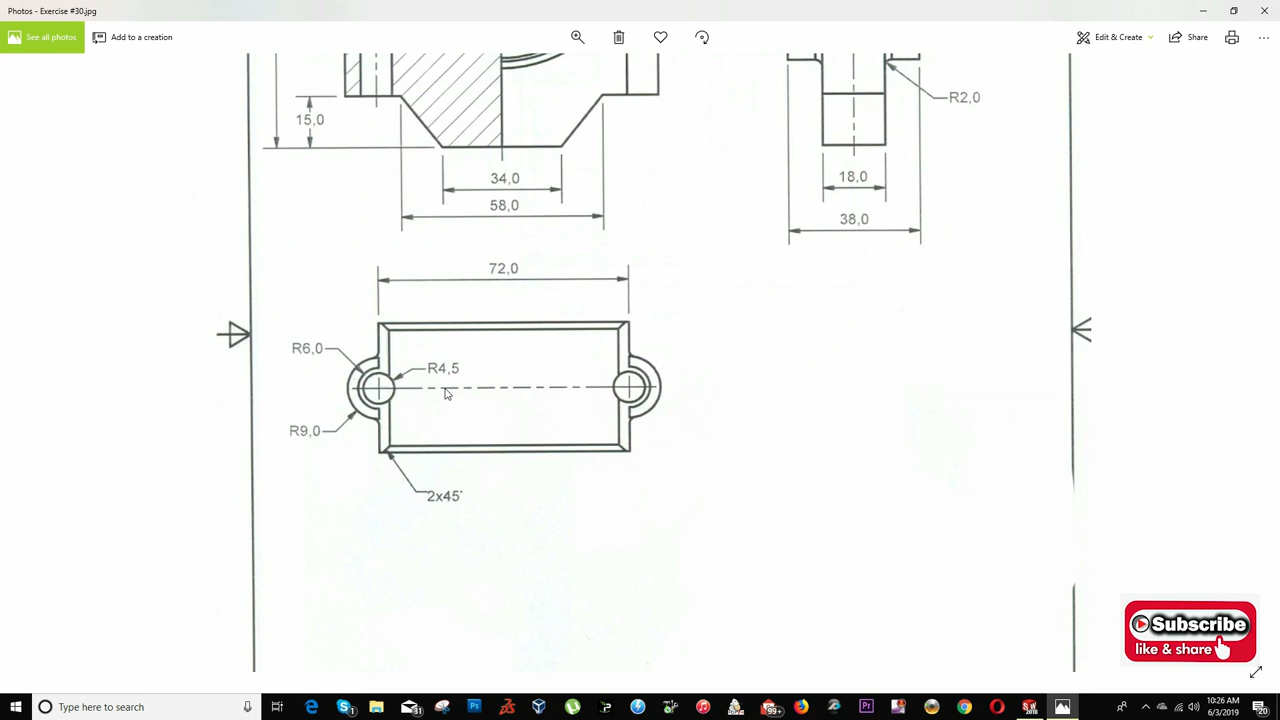 Photos - Exercise #30.jpg
See all photos
Add to a creation
Edit & Create
Share
R2,0
15,0
34,0
18,0
58,0
38,0
72,0
R6,0
R4,5
R9,0
2x45°
Subscribe
like & share
Type here to search
31
99+
10:26 AM
6/3/2019